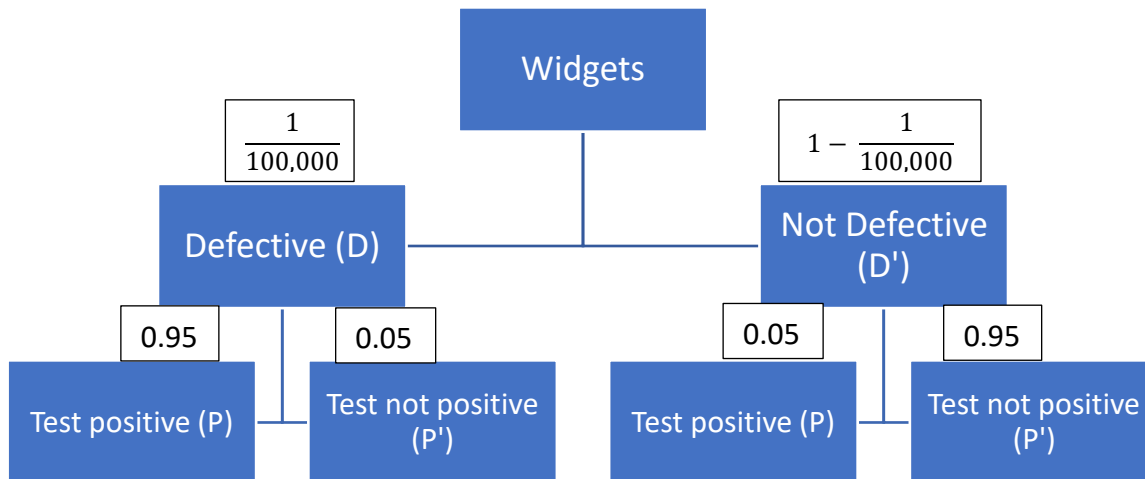 Widgets
1
100,000
1 − 1
100,000
Defective (D)
Not Defective
(D')
0.95
0.05
0.05
0.95
Test positive (P)
Test not positive
(P')
Test positive (P)
Test not positive
(P')